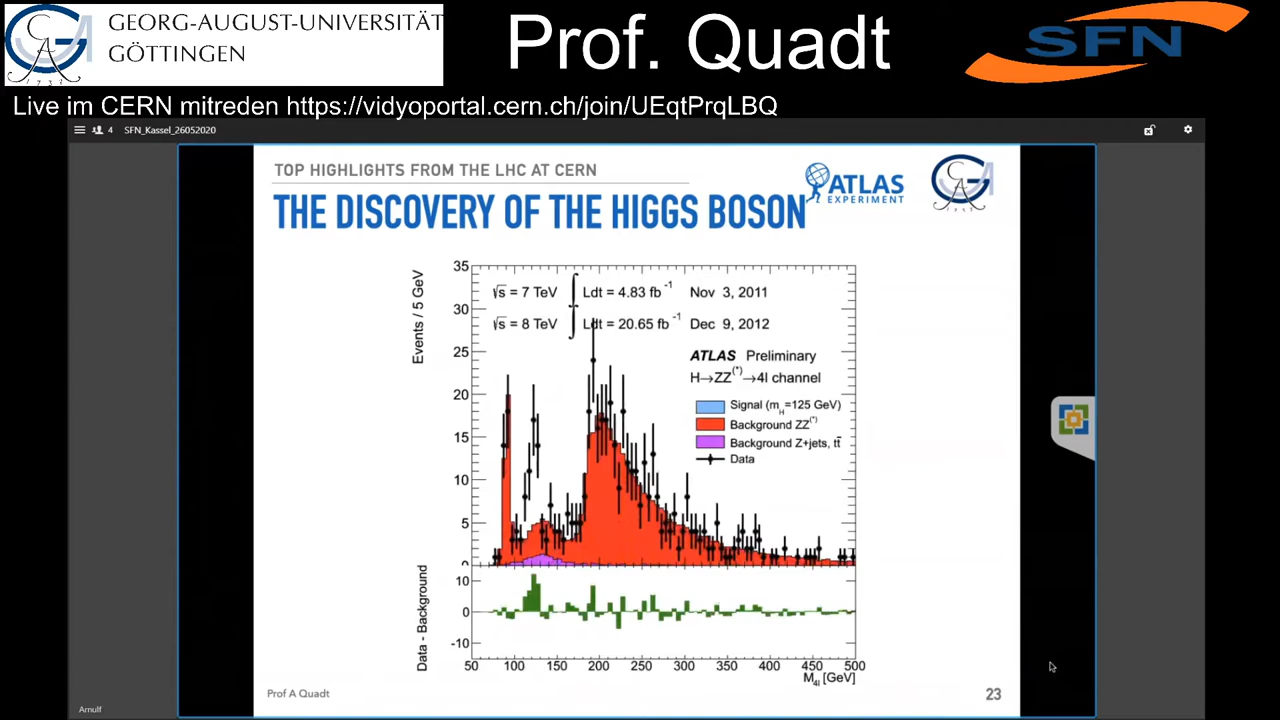 GEORG-AUGUST-UNIVERSITÄT
GÖTTINGEN
Prof. Quadt
SFN
Live im CERN mitreden https://vidyoportal.cern.ch/join/UEqtPrqLBQ
4 SFN_Kassel_26052020
TOP HIGHLIGHTS FROM THE LHC AT CERN
THE DISCOVERY OF THE HIGGS BOSON
ATLAS
EXPERIMENT
Events / 5 GeV
35
30
25
20
15
10
5
0
√s = 7 TeV ∫ Ldt = 4.83 fb⁻¹ Nov 3, 2011
√s = 8 TeV ∫ Ldt = 20.65 fb⁻¹ Dec 9, 2012
ATLAS Preliminary
H→ZZ(*)→4l channel
Signal (mH=125 GeV)
Background ZZ(*)
Background Z+jets, tt̄
Data
Data - Background
10
0
-10
50 100 150 200 250 300 350 400 450 500
M4l [GeV]
Prof A Quadt
23
Arnulf